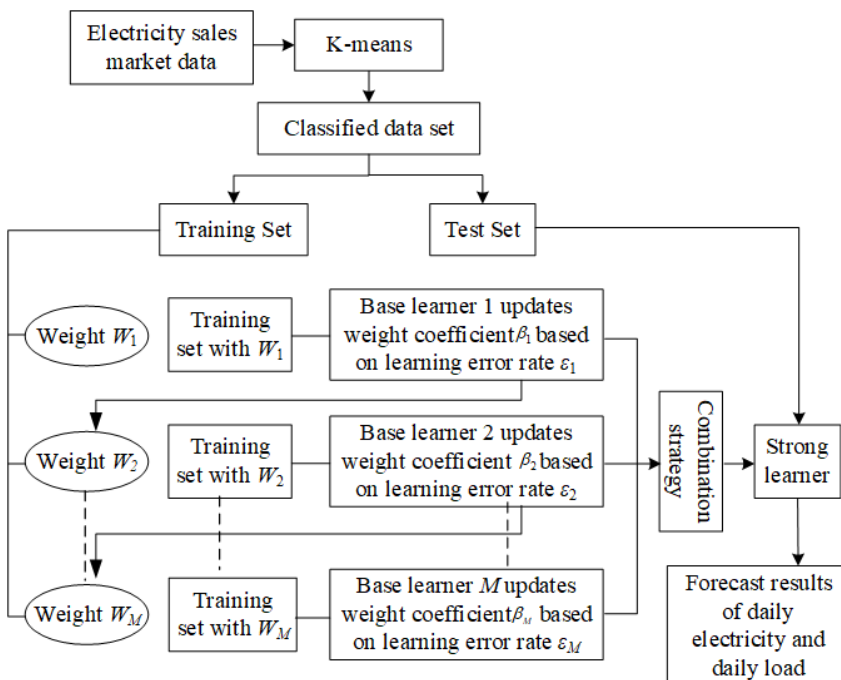 Electricity sales
market data
K-means
Classified data set
Training Set
Test Set
Weight W₁
Training
set with W₁
Base learner 1 updates
weight coefficient β₁ based
on learning error rate ε₁
Weight W₂
Training
set with W₂
Base learner 2 updates
weight coefficient β₂ based
on learning error rate ε₂
Combination
strategy
Strong
learner
Weight W_M
Training
set with W_M
Base learner M updates
weight coefficient β_M based
on learning error rate ε_M
Forecast results
of daily
electricity and
daily load